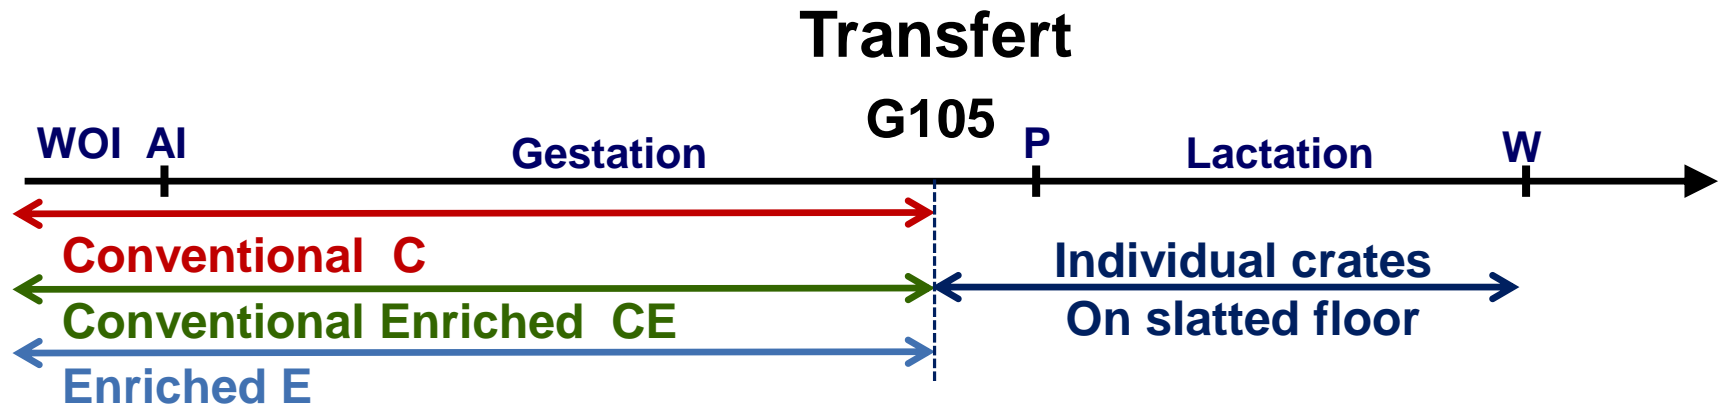 Transfert
G105
WOI AI Gestation P Lactation W
Conventional C
Conventional Enriched CE
Enriched E
Individual crates
On slatted floor